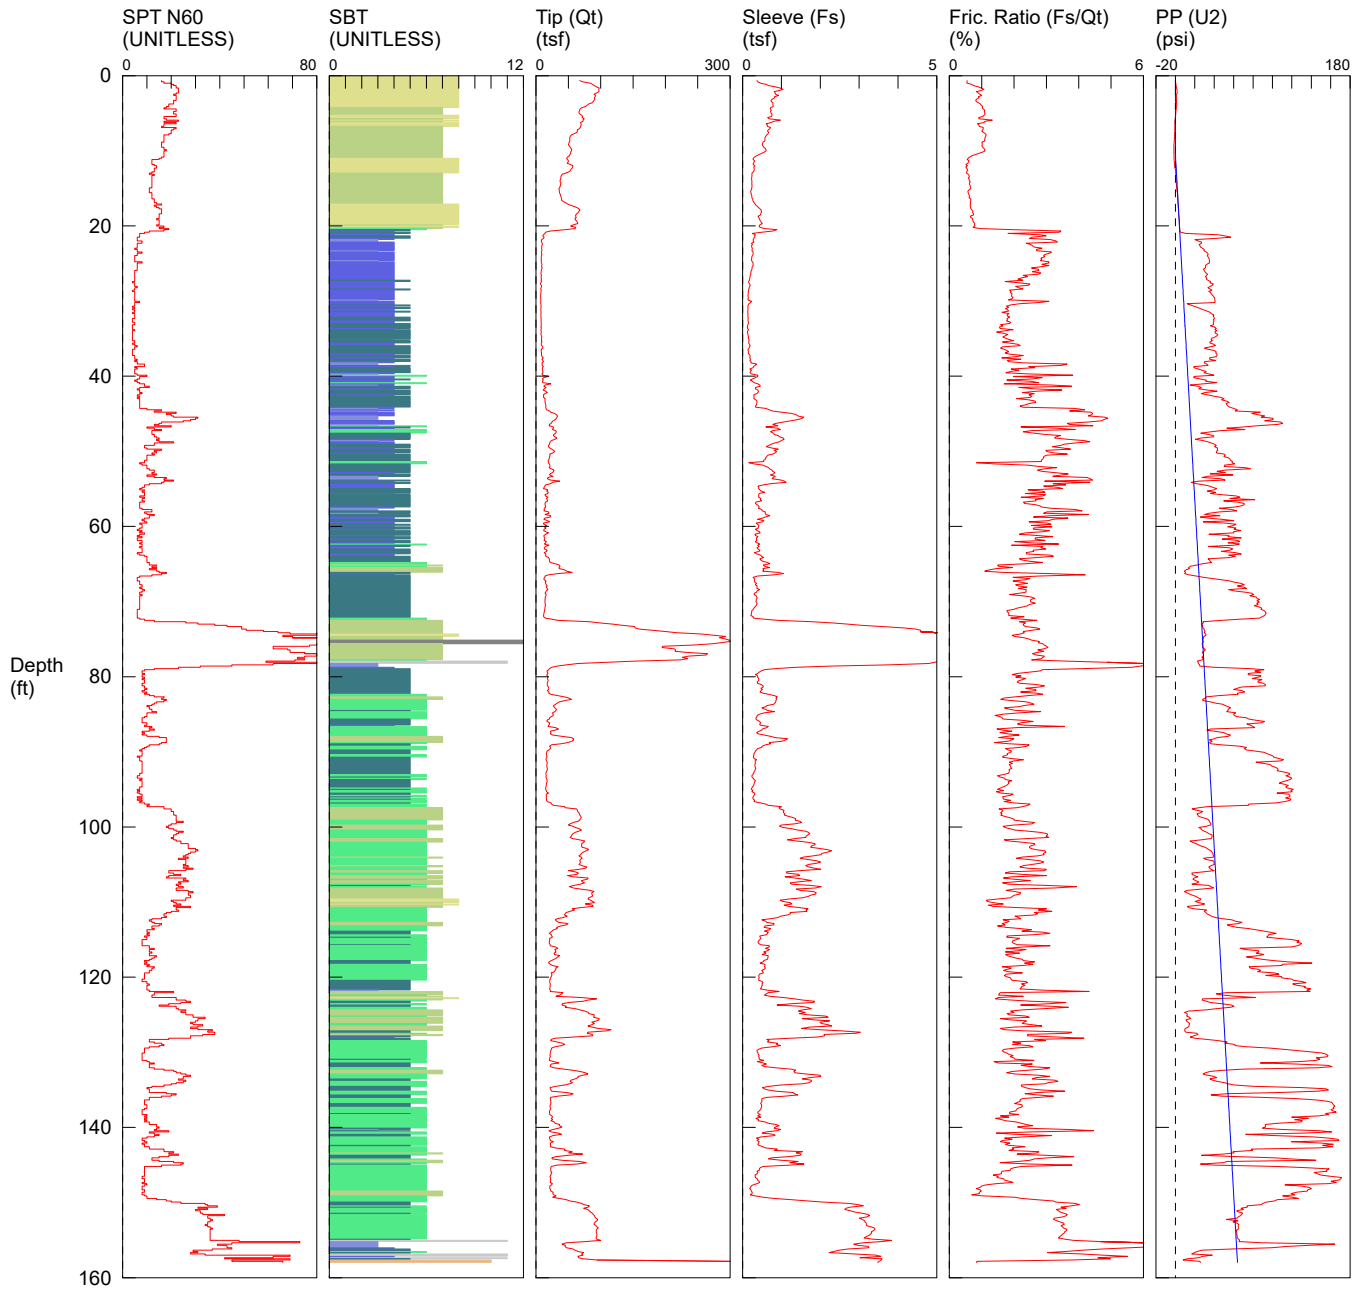 SPT N60
(UNITLESS)
0 80
SBT
(UNITLESS)
0 12
Tip (Qt)
(tsf)
0 300
Sleeve (Fs)
(tsf)
0 5
Fric. Ratio (Fs/Qt)
(%)
0 6
PP (U2)
(psi)
-20 180
Depth
(ft)
0
20
40
60
80
100
120
140
160